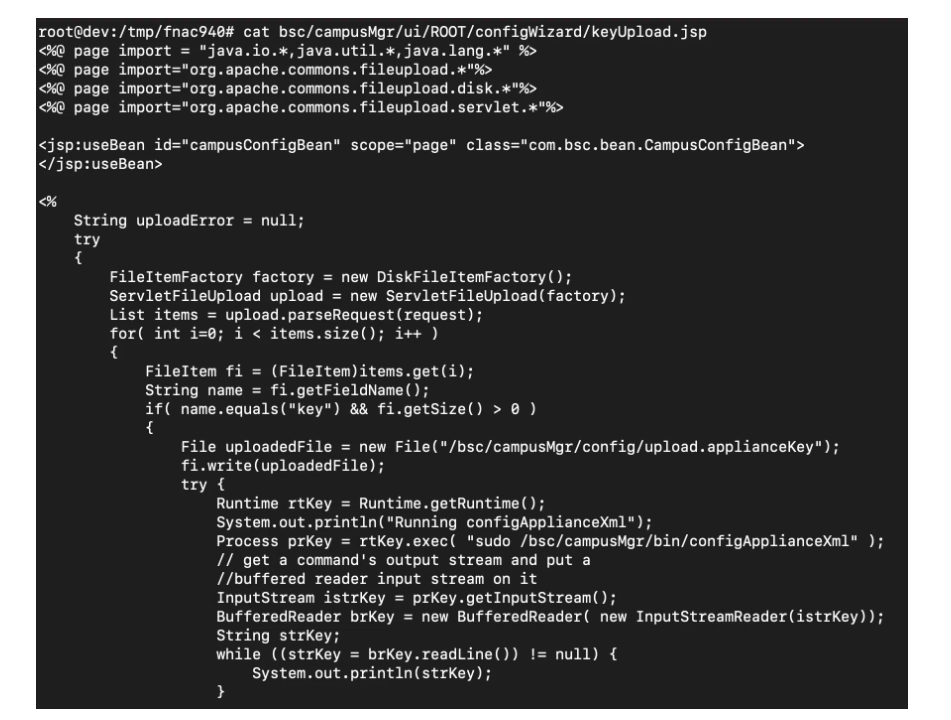 root@dev:/tmp/fnac940# cat bsc/campusMgr/ui/ROOT/configWizard/keyUpload.jsp
<%@ page import = "java.io.*,java.util.*,java.lang.*" %>
<%@ page import="org.apache.commons.fileupload.*"%>
<%@ page import="org.apache.commons.fileupload.disk.*"%>
<%@ page import="org.apache.commons.fileupload.servlet.*"%>

<jsp:useBean id="campusConfigBean" scope="page" class="com.bsc.bean.CampusConfigBean">
</jsp:useBean>

<%
    String uploadError = null;
    try
    {
        FileItemFactory factory = new DiskFileItemFactory();
        ServletFileUpload upload = new ServletFileUpload(factory);
        List items = upload.parseRequest(request);
        for( int i=0; i < items.size(); i++ )
        {
            FileItem fi = (FileItem)items.get(i);
            String name = fi.getFieldName();
            if( name.equals("key") && fi.getSize() > 0 )
            {
                File uploadedFile = new File("/bsc/campusMgr/config/upload.applianceKey");
                fi.write(uploadedFile);
                try {
                    Runtime rtKey = Runtime.getRuntime();
                    System.out.println("Running configApplianceXml");
                    Process prKey = rtKey.exec( "sudo /bsc/campusMgr/bin/configApplianceXml" );
                    // get a command's output stream and put a
                    //buffered reader input stream on it
                    InputStream istrKey = prKey.getInputStream();
                    BufferedReader brKey = new BufferedReader( new InputStreamReader(istrKey));
                    String strKey;
                    while ((strKey = brKey.readLine()) != null) {
                        System.out.println(strKey);
                    }